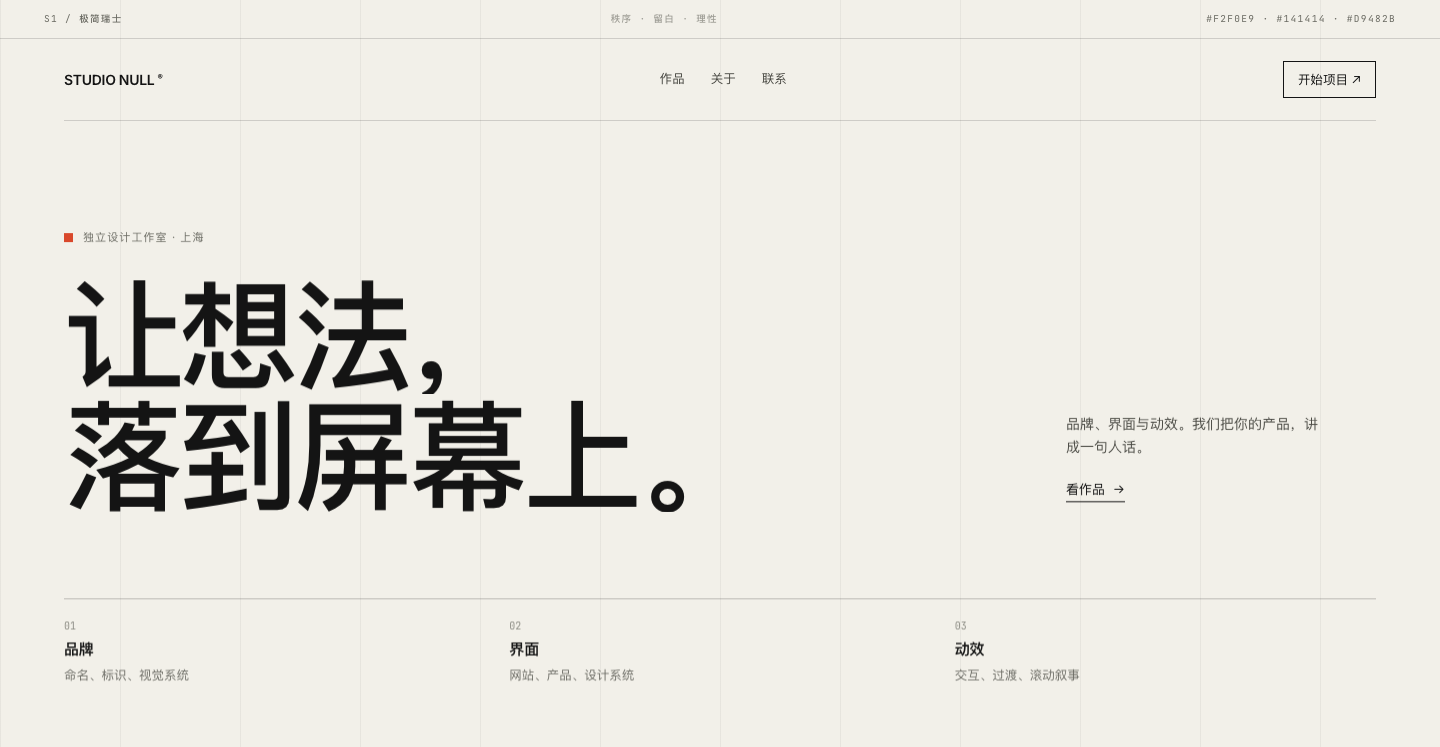 S1 / 极简瑞士
秩序 · 留白 · 理性
#F2F0E9 · #141414 · #D9482B
STUDIO NULL®
作品 关于 联系
开始项目 ↗
独立设计工作室 · 上海
让想法，
落到屏幕上。
品牌、界面与动效。我们把你的产品，讲
成一句人话。
看作品 →
01
品牌
命名、标识、视觉系统
02
界面
网站、产品、设计系统
03
动效
交互、过渡、滚动叙事